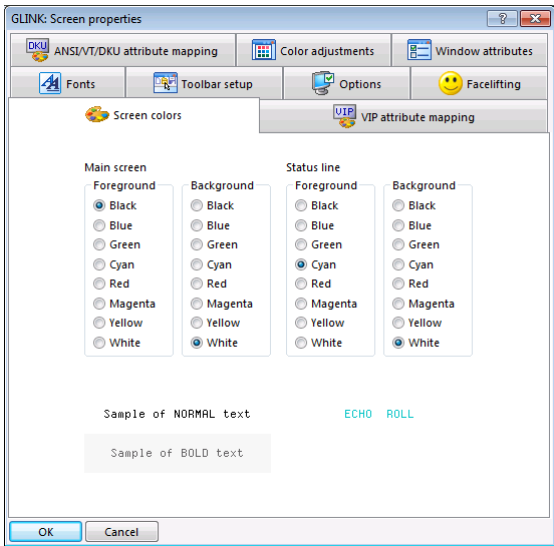 GLINK: Screen properties
DKU ANSI/VT/DKU attribute mapping
Color adjustments
Window attributes
Fonts
Toolbar setup
Options
Facelifting
Screen colors
VIP VIP attribute mapping
Main screen
Status line
Foreground Background Foreground Background
Black Black Black Black
Blue Blue Blue Blue
Green Green Green Green
Cyan Cyan Cyan Cyan
Red Red Red Red
Magenta Magenta Magenta Magenta
Yellow Yellow Yellow Yellow
White White White White
Sample of NORMAL text
ECHO ROLL
Sample of BOLD text
OK
Cancel